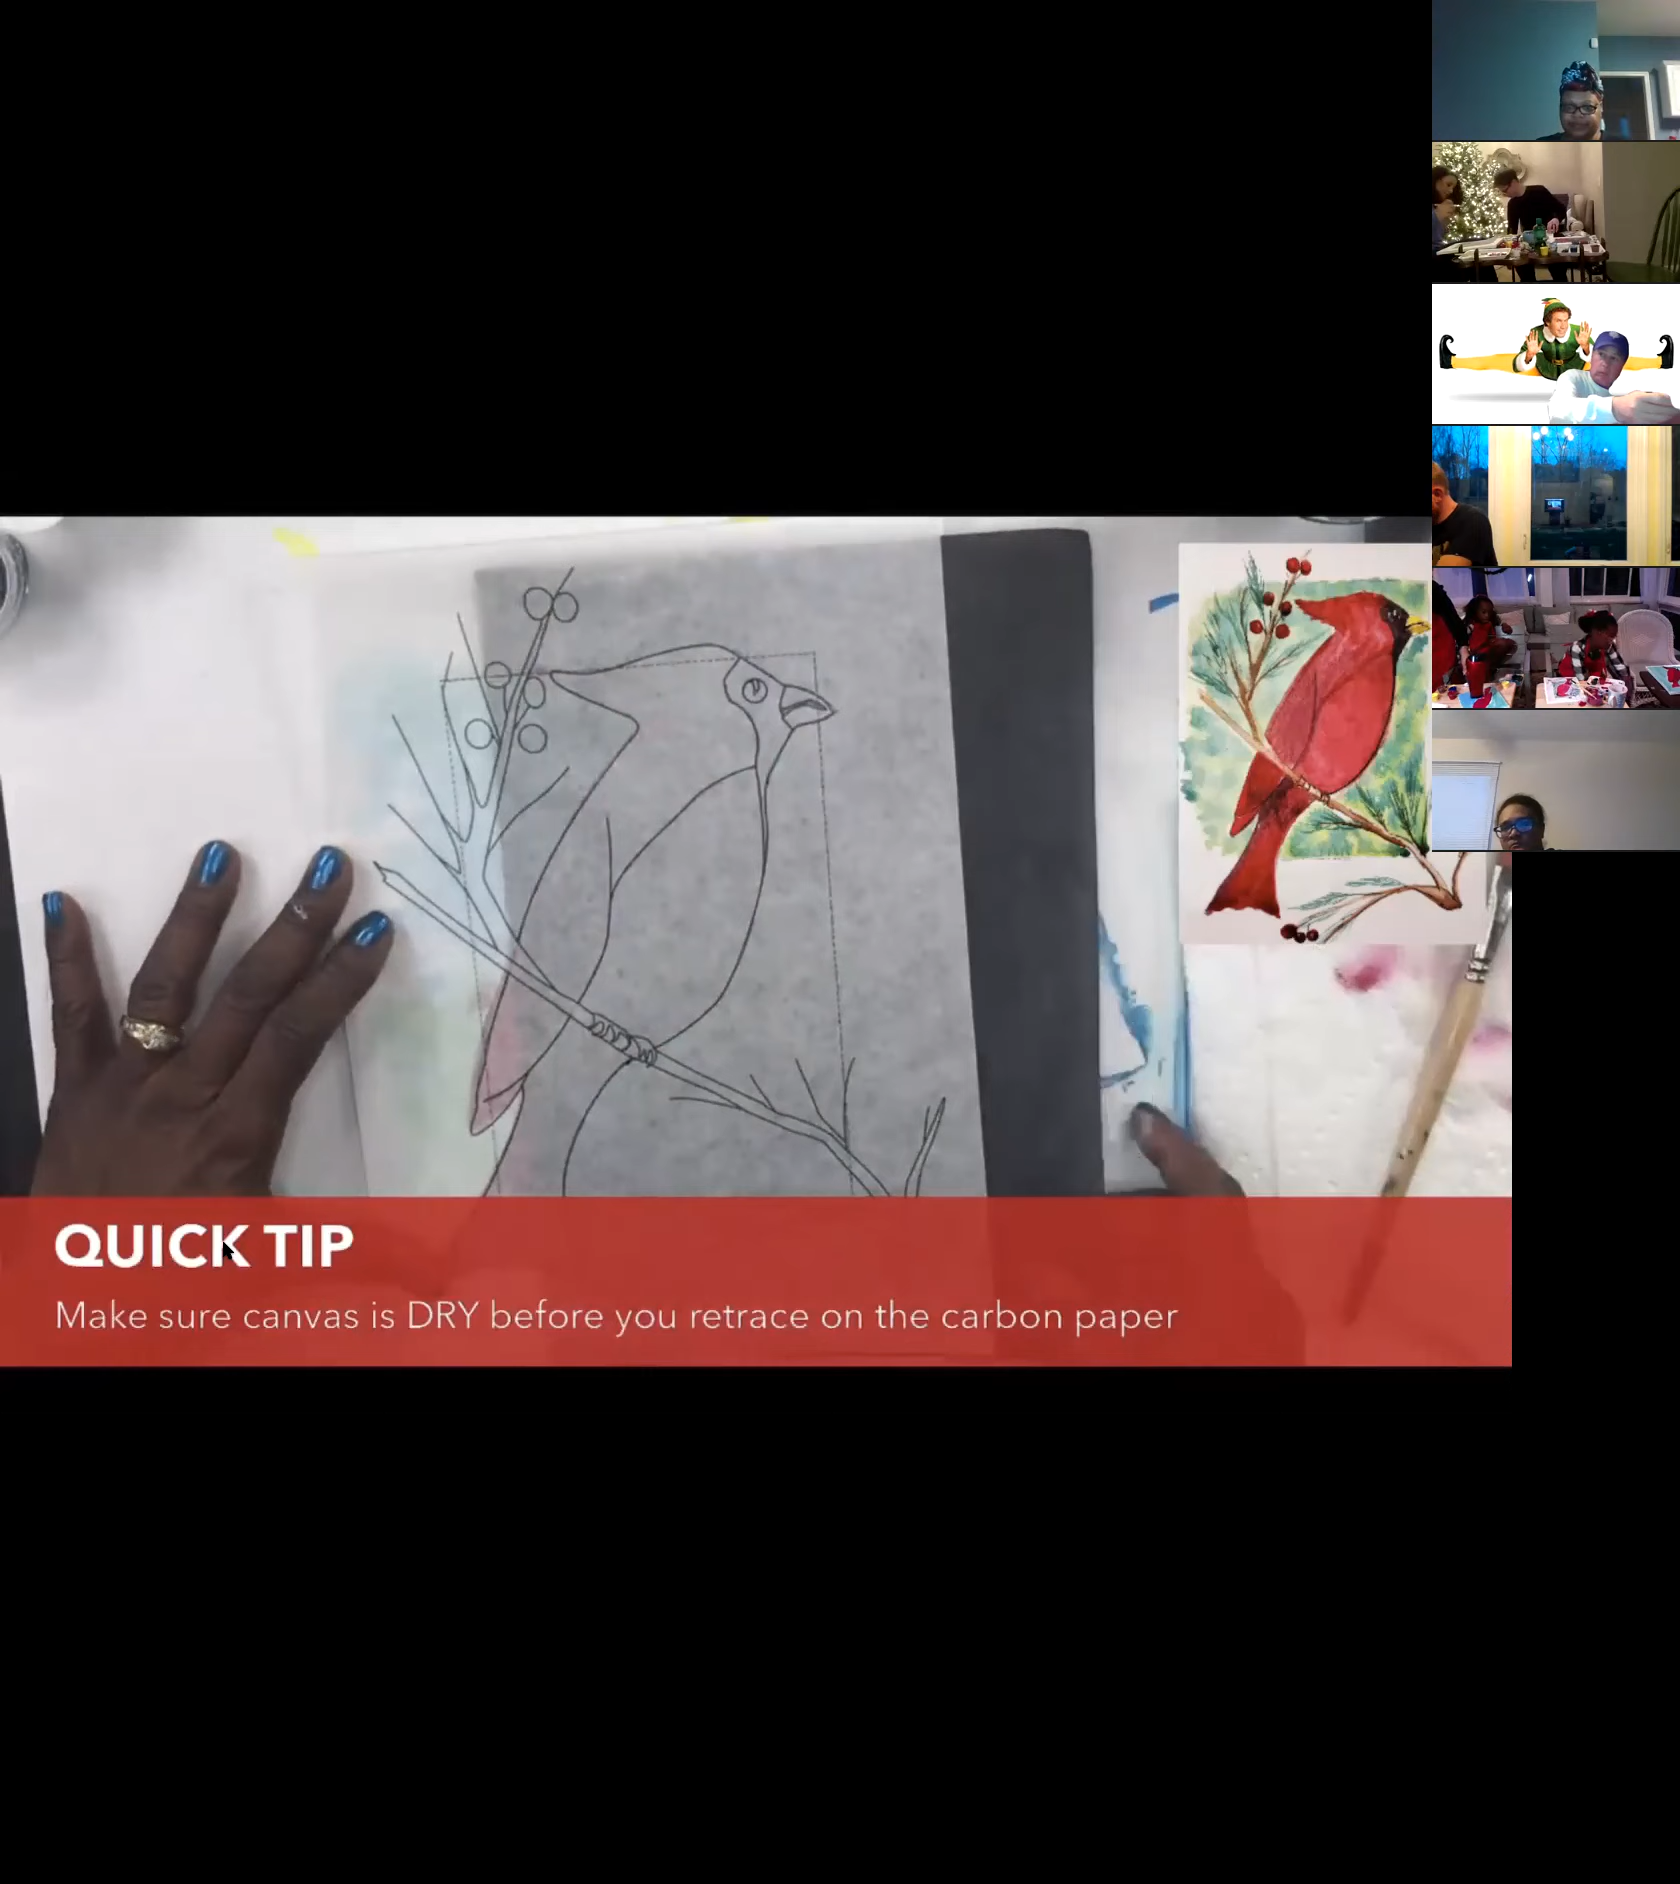 QUICK TIP
Make sure canvas is DRY before you retrace on the carbon paper